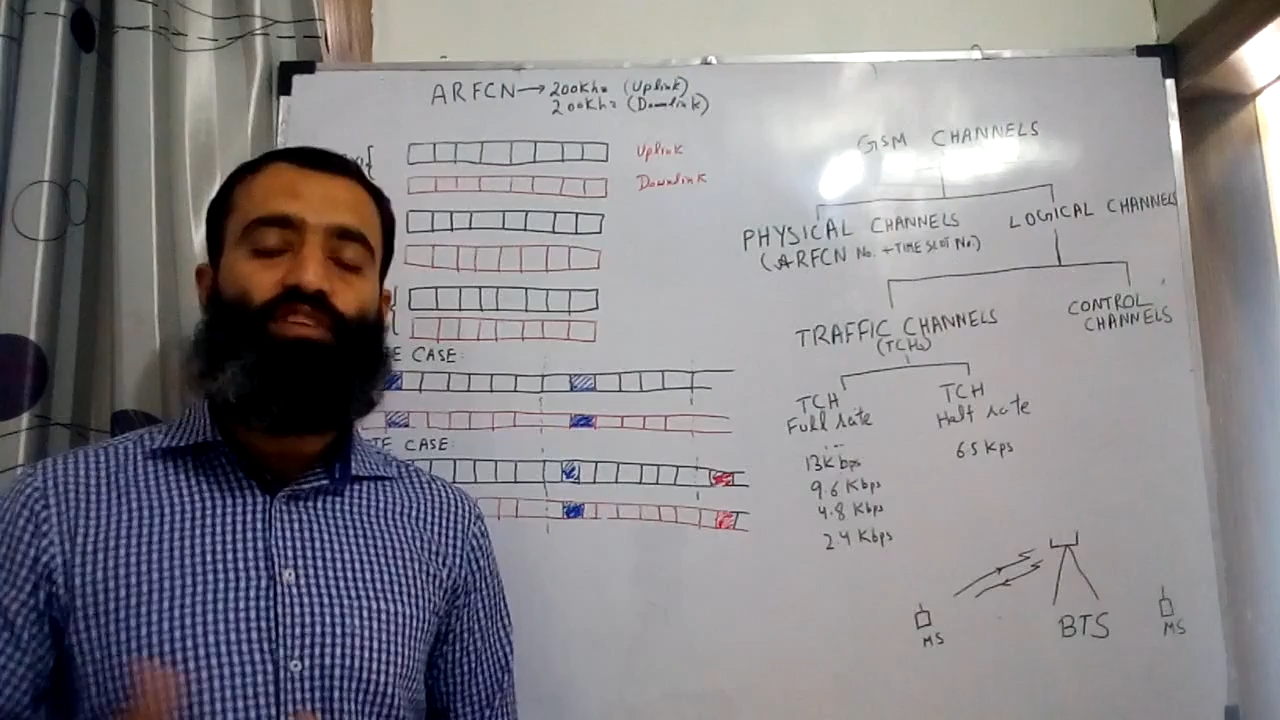 ARFCN → 200Khz (Uplink)
200Khz (Downlink)
Uplink
Downlink
CASE:
CASE:
GSM CHANNELS
PHYSICAL CHANNELS
(ARFCN No. + TIME SLOT No.)
LOGICAL CHANNELS
TRAFFIC CHANNELS
(TCHs)
CONTROL
CHANNELS
TCH
Full rate
13Kbps
9.6 Kbps
4.8 Kbps
2.4 Kbps
TCH
Half rate
6.5 Kps
MS
BTS
MS